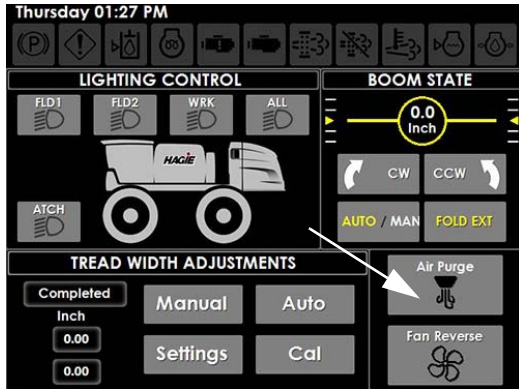 Thursday 01:27 PM
(P)
LIGHTING CONTROL
FLD1 FLD2 WRK ALL
HAGIE
ATCH
BOOM STATE
0.0
Inch
CW CCW
AUTO / MAN FOLD EXT
TREAD WIDTH ADJUSTMENTS
Completed
Inch
0.00
0.00
Manual Auto
Settings Cal
Air Purge
Fan Reverse